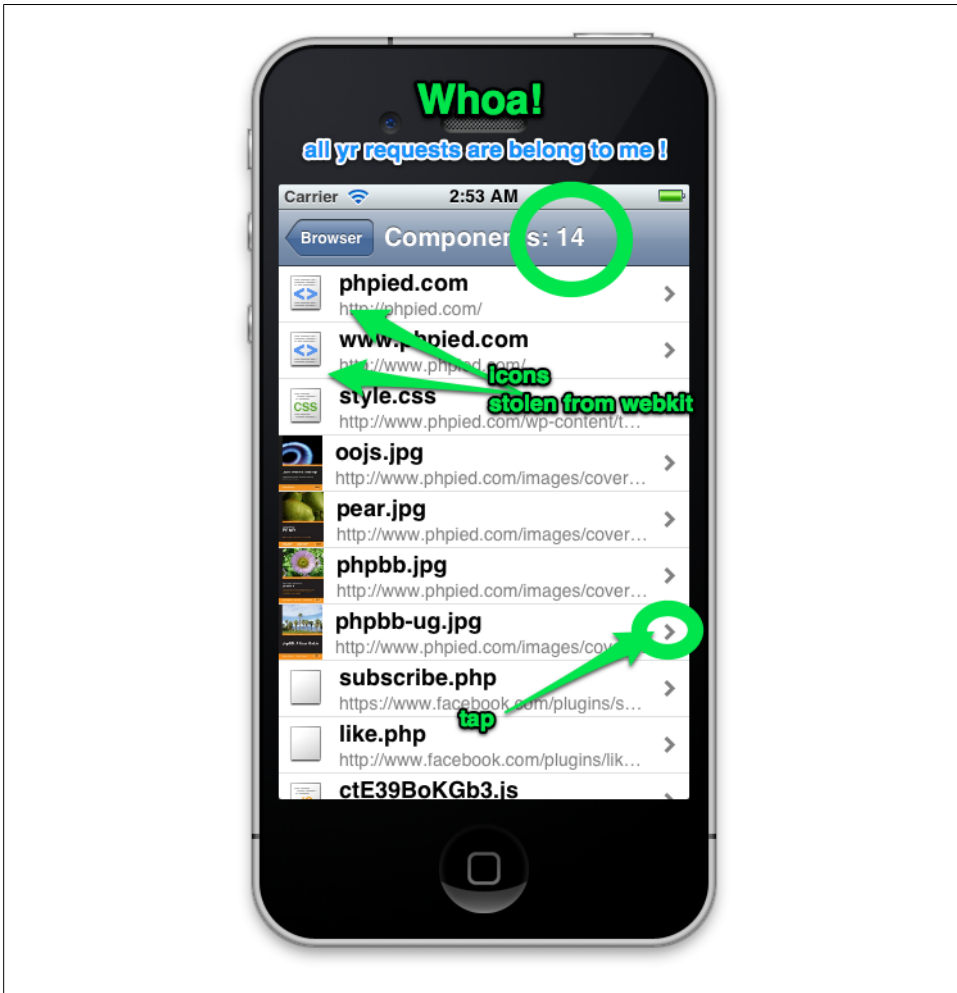 Whoa!
all yr requests are belong to me !
Carrier 2:53 AM
Browser Components: 14
phpied.com
http://phpied.com/
www.phpied.com
http://www.phpied.com/
Icons
style.css
stolen from webkit
CSS
http://www.phpied.com/wp-content/t…
oojs.jpg
http://www.phpied.com/images/cover…
pear.jpg
http://www.phpied.com/images/cover…
phpbb.jpg
http://www.phpied.com/images/cover…
phpbb-ug.jpg
http://www.phpied.com/images/cov
subscribe.php
https://www.facebook.com/plugins/s…
tap
like.php
http://www.facebook.com/plugins/lik…
ctE39BoKGb3.js